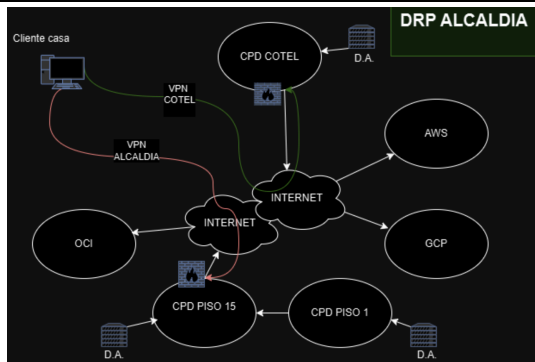 DRP ALCALDIA
Cliente casa
CPD COTEL
D.A.
VPN
COTEL
AWS
VPN
ALCALDIA
INTERNET
INTERNET
OCI
GCP
CPD PISO 15
CPD PISO 1
D.A.
D.A.